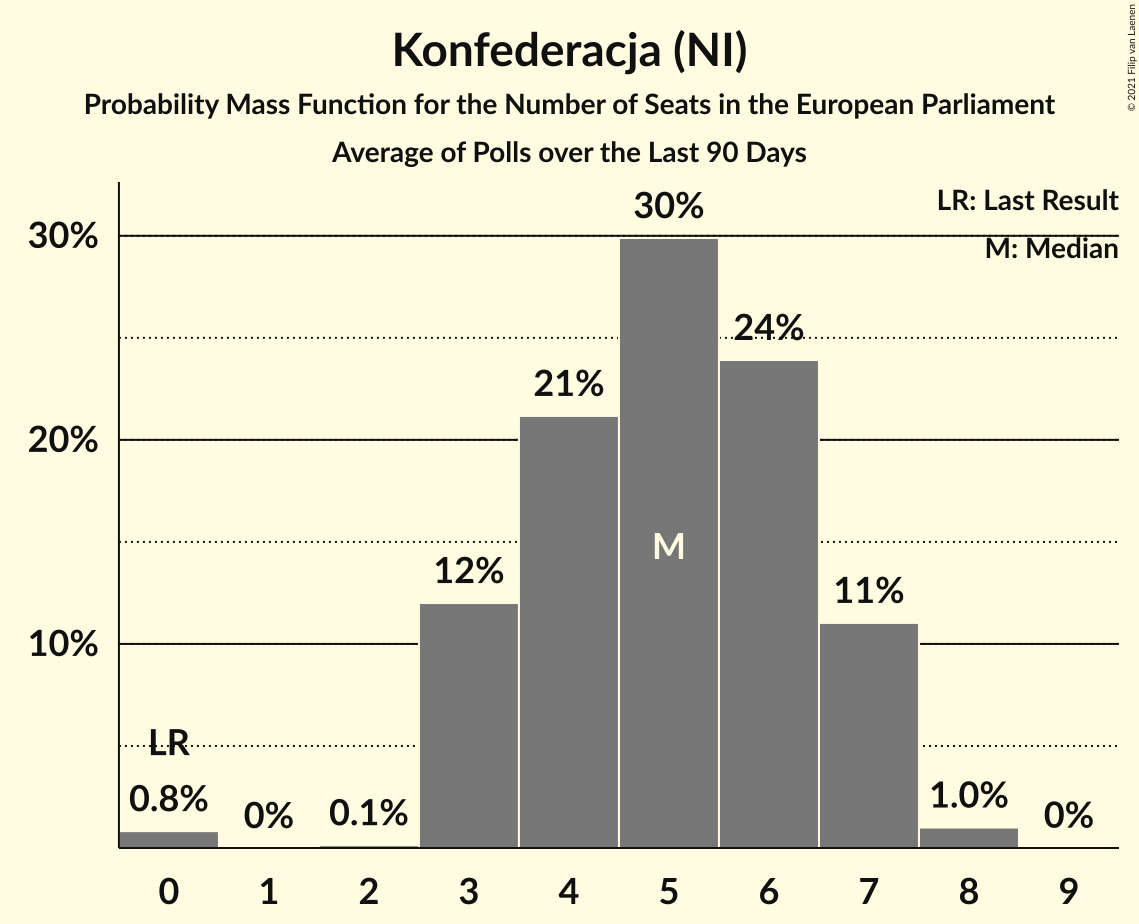 Konfederacja (NI)
Probability Mass Function for the Number of Seats in the European Parliament
Average of Polls over the Last 90 Days
© 2021 Filip van Laenen
LR: Last Result
M: Median
30%
20%
10%
LR
0.8%
0%
0.1%
12%
21%
30%
M
24%
11%
1.0%
0%
0 1 2 3 4 5 6 7 8 9